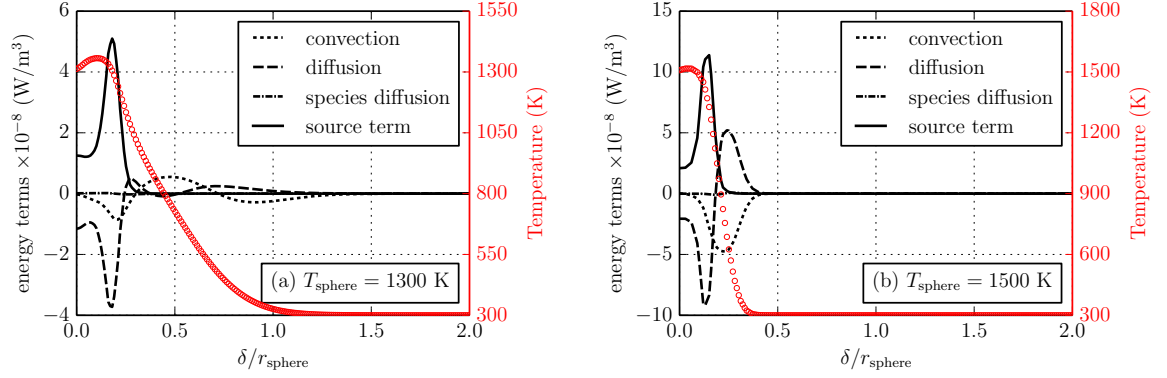 energy terms ×10⁻⁸ (W/m³)
6
4
2
0
−2
−4
0.0
0.5
1.0
1.5
2.0
δ/r_sphere
convection
diffusion
species diffusion
source term
(a) T_sphere = 1300 K
1550
1300
1050
800
550
300
Temperature (K)
energy terms ×10⁻⁸ (W/m³)
15
10
5
0
−5
−10
0.0
0.5
1.0
1.5
2.0
δ/r_sphere
convection
diffusion
species diffusion
source term
(b) T_sphere = 1500 K
1800
1500
1200
900
600
300
Temperature (K)